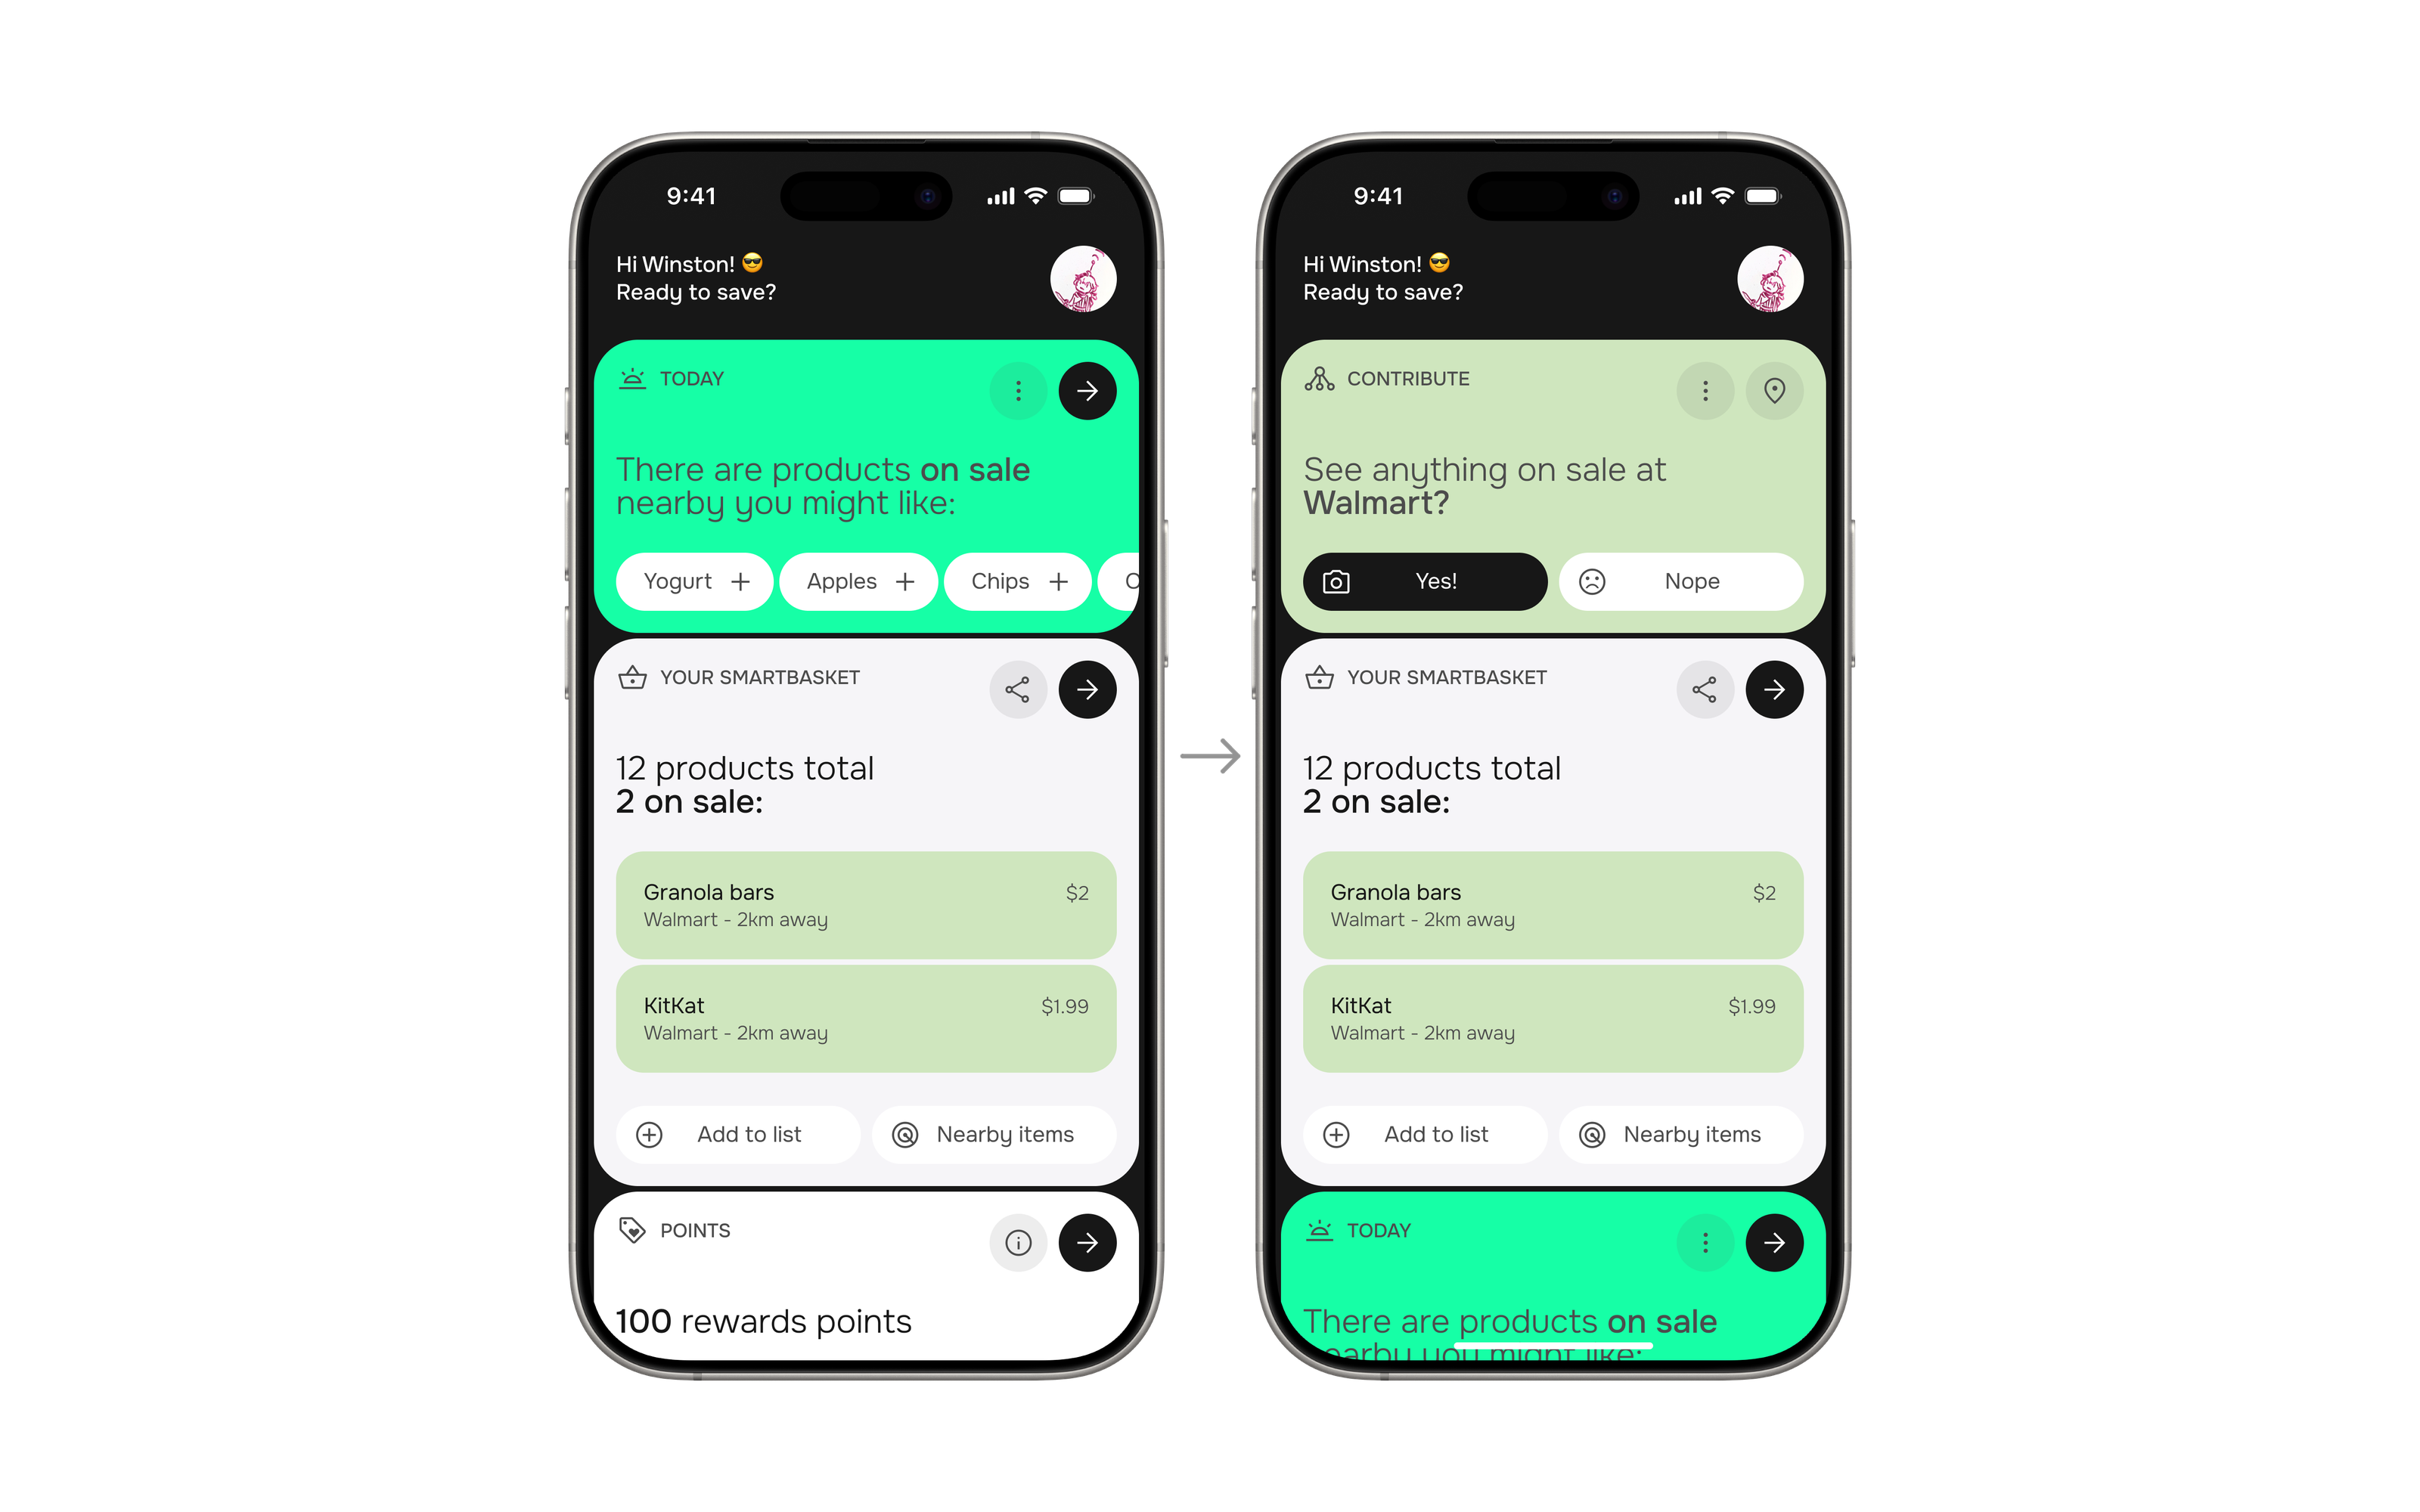 9:41
Hi Winston! 😎
Ready to save?
TODAY
There are products on sale
nearby you might like:
Yogurt
Apples
Chips
YOUR SMARTBASKET
12 products total
2 on sale:
Granola bars $2
Walmart - 2km away
KitKat $1.99
Walmart - 2km away
Add to list
Nearby items
POINTS
100 rewards points
9:41
Hi Winston! 😎
Ready to save?
CONTRIBUTE
See anything on sale at
Walmart?
Yes!
Nope
YOUR SMARTBASKET
12 products total
2 on sale:
Granola bars $2
Walmart - 2km away
KitKat $1.99
Walmart - 2km away
Add to list
Nearby items
TODAY
There are products on sale
nearby you might like: